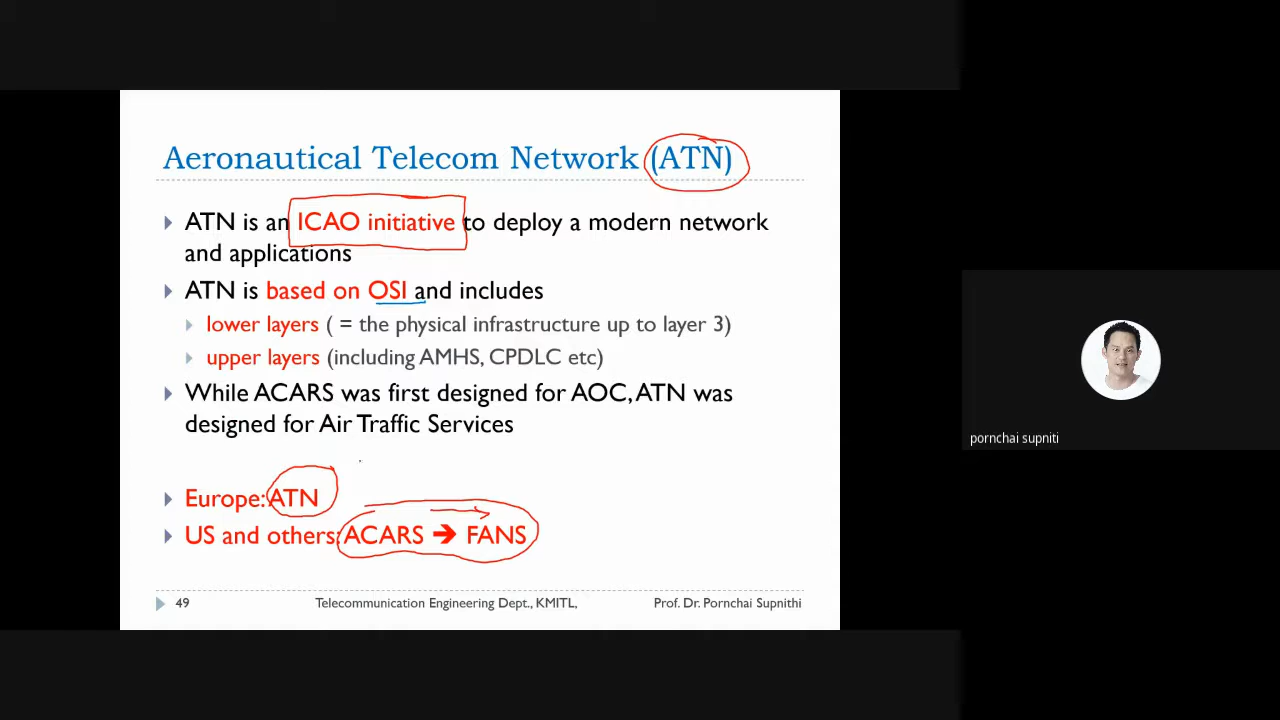 Aeronautical Telecom Network (ATN)
ATN is an ICAO initiative to deploy a modern network
and applications
ATN is based on OSI and includes
lower layers ( = the physical infrastructure up to layer 3)
upper layers (including AMHS, CPDLC etc)
While ACARS was first designed for AOC, ATN was
designed for Air Traffic Services
Europe: ATN
US and others: ACARS ➔ FANS
49 Telecommunication Engineering Dept., KMITL, Prof. Dr. Pornchai Supnithi
pornchai supniti